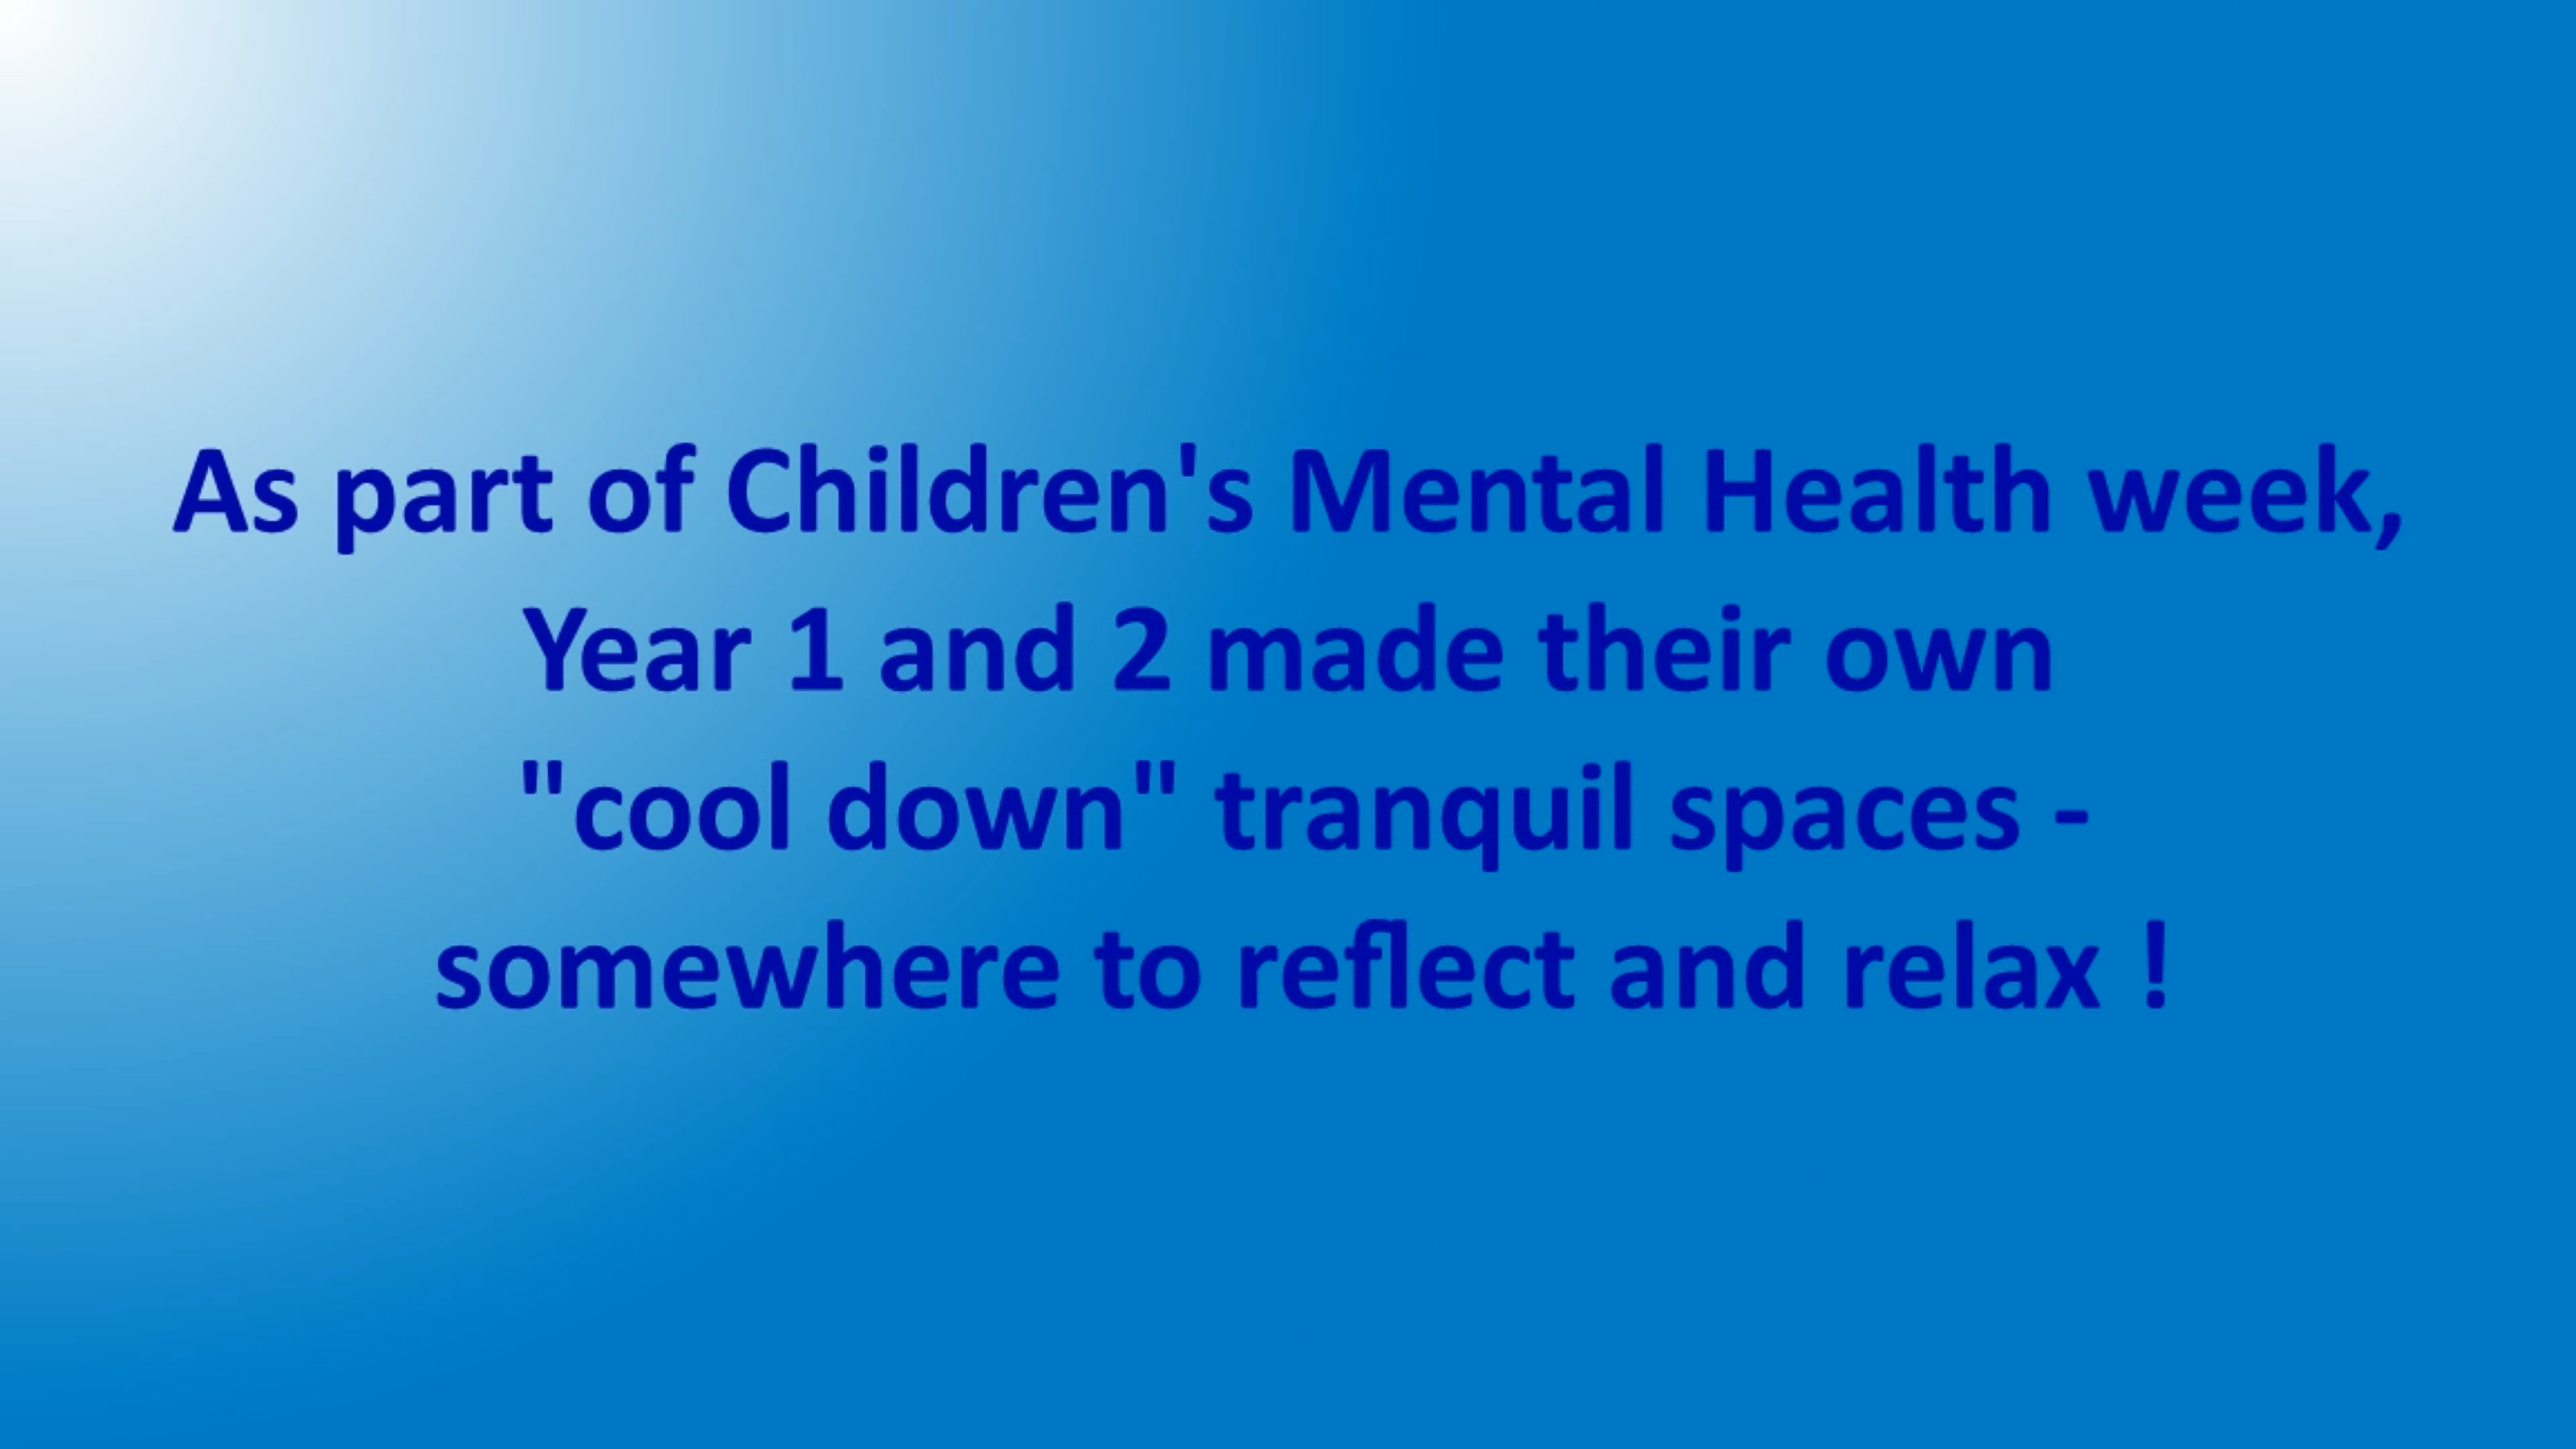 As part of Children's Mental Health week,
Year 1 and 2 made their own
"cool down" tranquil spaces -
somewhere to reflect and relax !